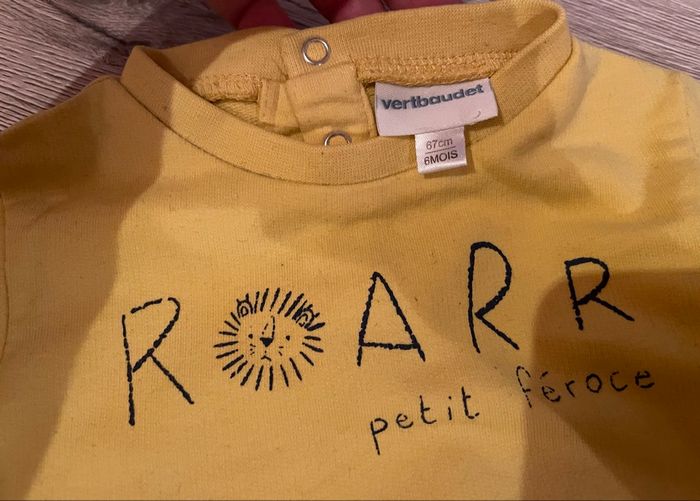 vertbaudet
67cm
6MOIS
ROARR
petit féroce